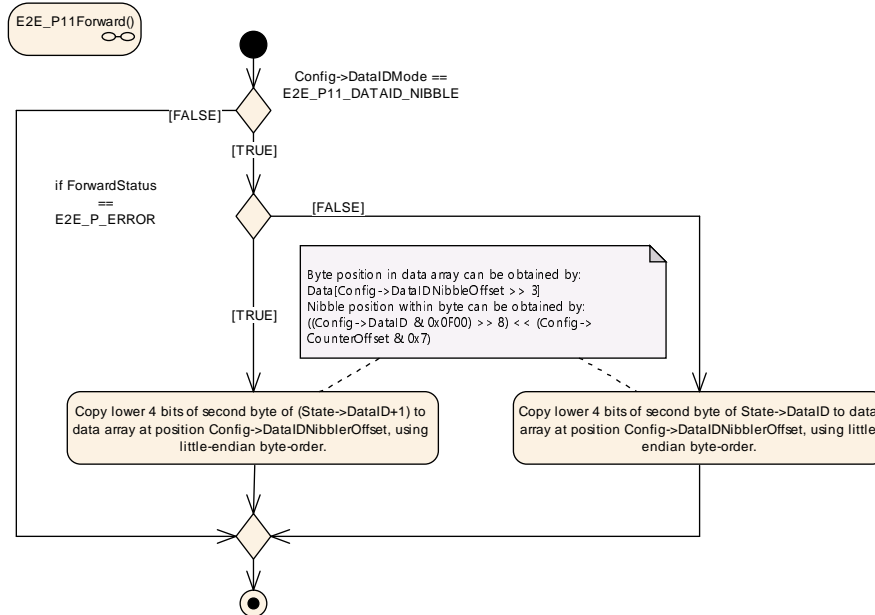 E2E_P11Forward()
Config->DataIDMode ==
E2E_P11_DATAID_NIBBLE
[FALSE]
[TRUE]
if ForwardStatus
==
E2E_P_ERROR
[FALSE]
Byte position in data array can be obtained by:
Data[Config->DataIDNibbleOffset >> 3]
Nibble position within byte can be obtained by:
((Config->DataID & 0x0F00) >> 8) << (Config->
CounterOffset & 0x7)
[TRUE]
Copy lower 4 bits of second byte of (State->DataID+1) to
data array at position Config->DataIDNibblerOffset, using
little-endian byte-order.
Copy lower 4 bits of second byte of State->DataID to data
array at position Config->DataIDNibblerOffset, using little-
endian byte-order.